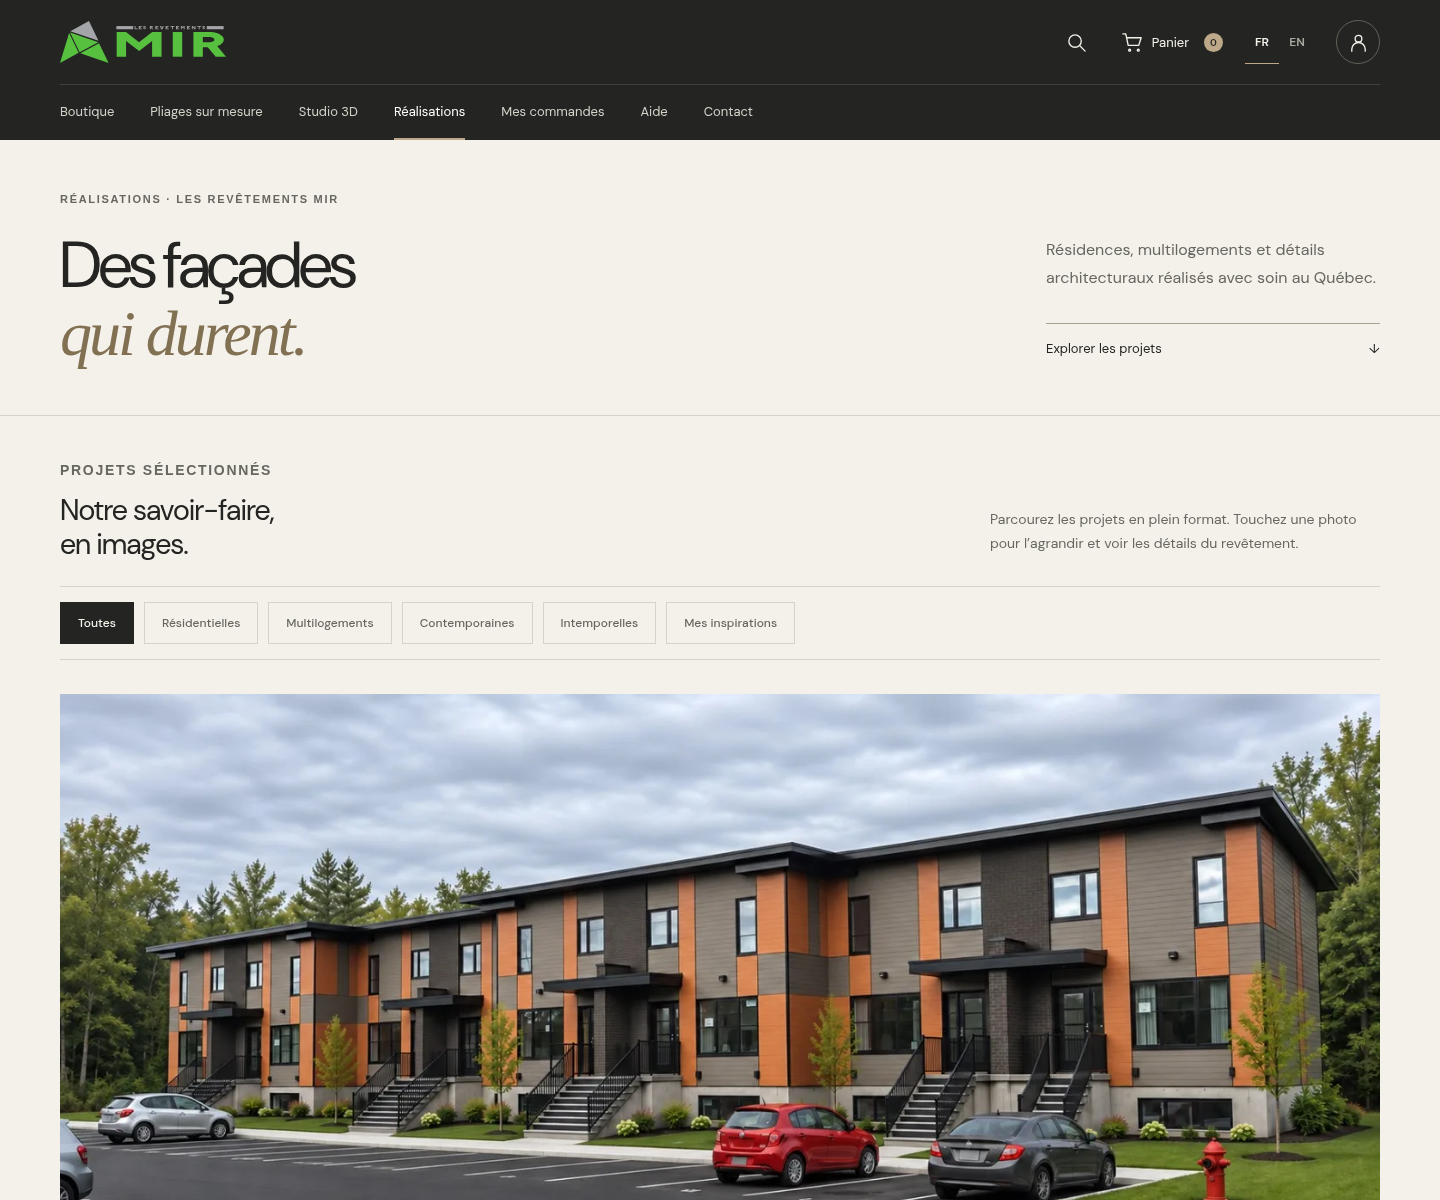 LES REVÊTEMENTS
MIR
Panier 0
FR EN
Boutique Pliages sur mesure Studio 3D Réalisations Mes commandes Aide Contact
RÉALISATIONS · LES REVÊTEMENTS MIR
Des façades
qui durent.
Résidences, multilogements et détails
architecturaux réalisés avec soin au Québec.
Explorer les projets
PROJETS SÉLECTIONNÉS
Notre savoir-faire,
en images.
Parcourez les projets en plein format. Touchez une photo
pour l’agrandir et voir les détails du revêtement.
Toutes Résidentielles Multilogements Contemporaines Intemporelles Mes inspirations